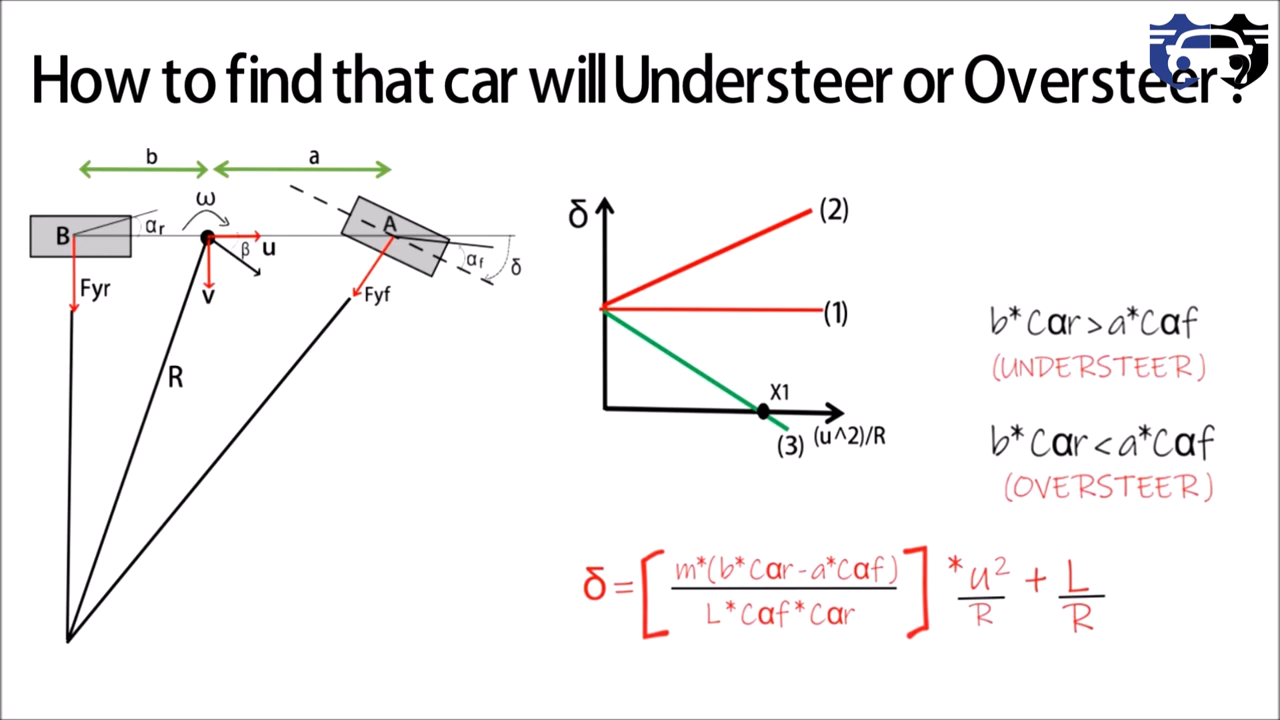 How to find that car will Understeer or Oversteer?
b
a
ω
B
αr
β
u
A
αf
δ
Fyr
v
Fyf
R
δ
(2)
(1)
X1
(3)
(u^2)/R
b*Cαr>a*Cαf
(UNDERSTEER)
b*Cαr<a*Cαf
(OVERSTEER)
δ=[m*(b*Cαr-a*Cαf)
L*Cαf*Cαr]
*u²
R
+
L
R